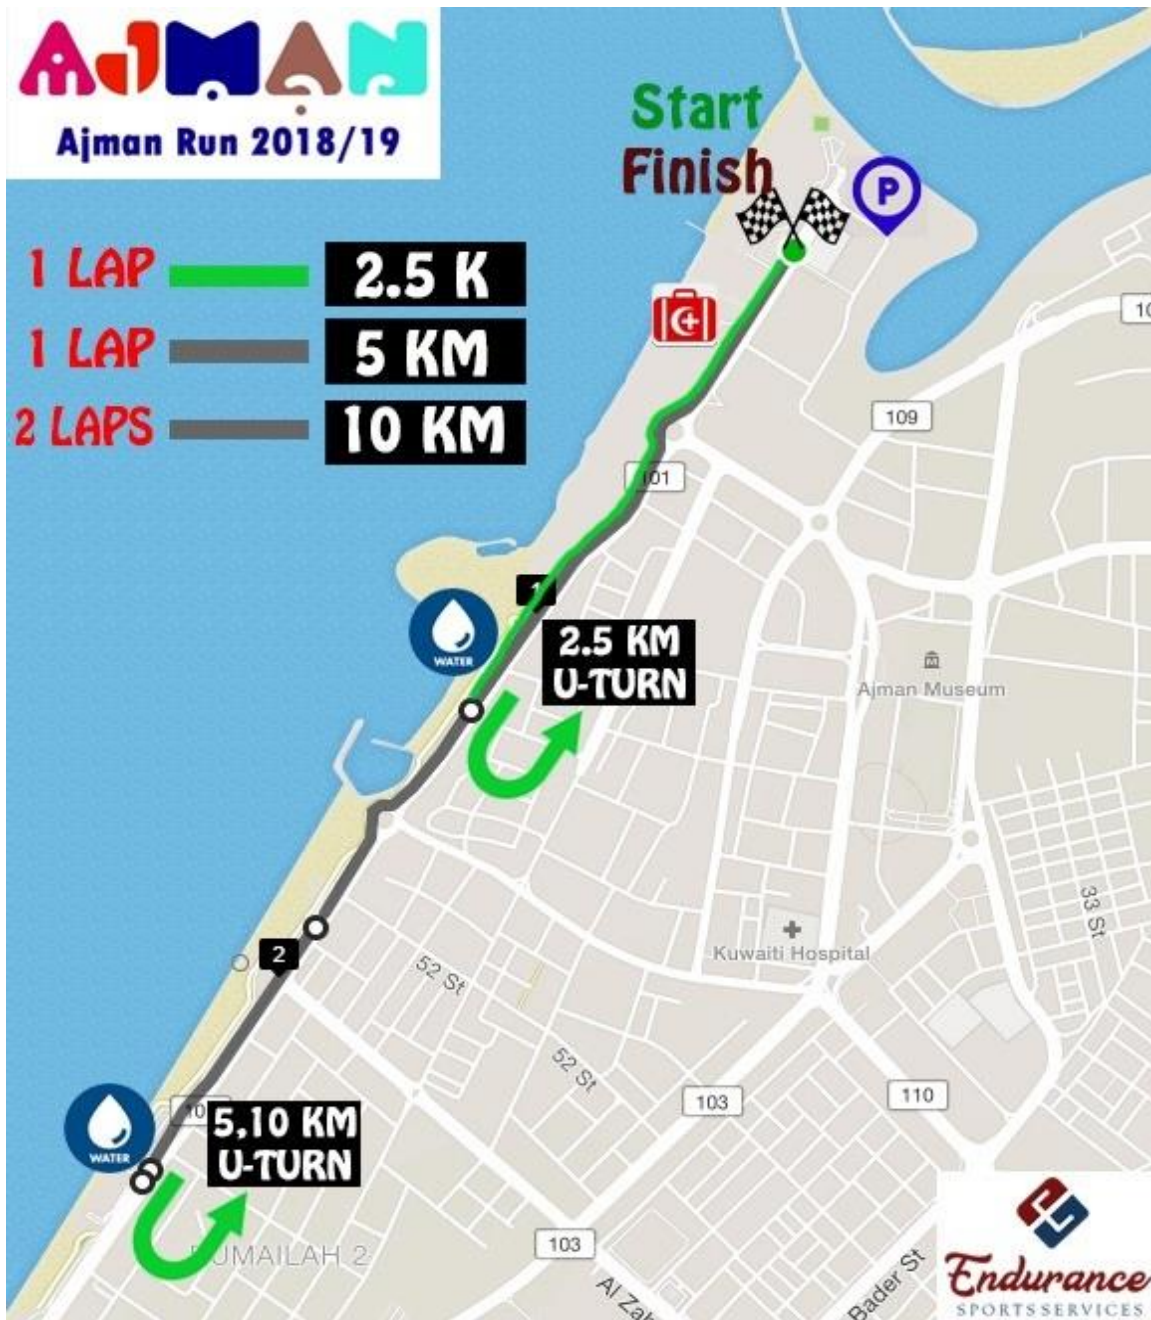 AJMAN
Ajman Run 2018/19
Start
Finish
P
1 LAP 2.5 K
1 LAP 5 KM
2 LAPS 10 KM
109
101
1
WATER
2.5 KM
U-TURN
Ajman Museum
33 St
Kuwaiti Hospital
2
52 St
52 St
103
110
WATER
5,10 KM
U-TURN
103
Al Zah
Bader St
Endurance
SPORTS SERVICES